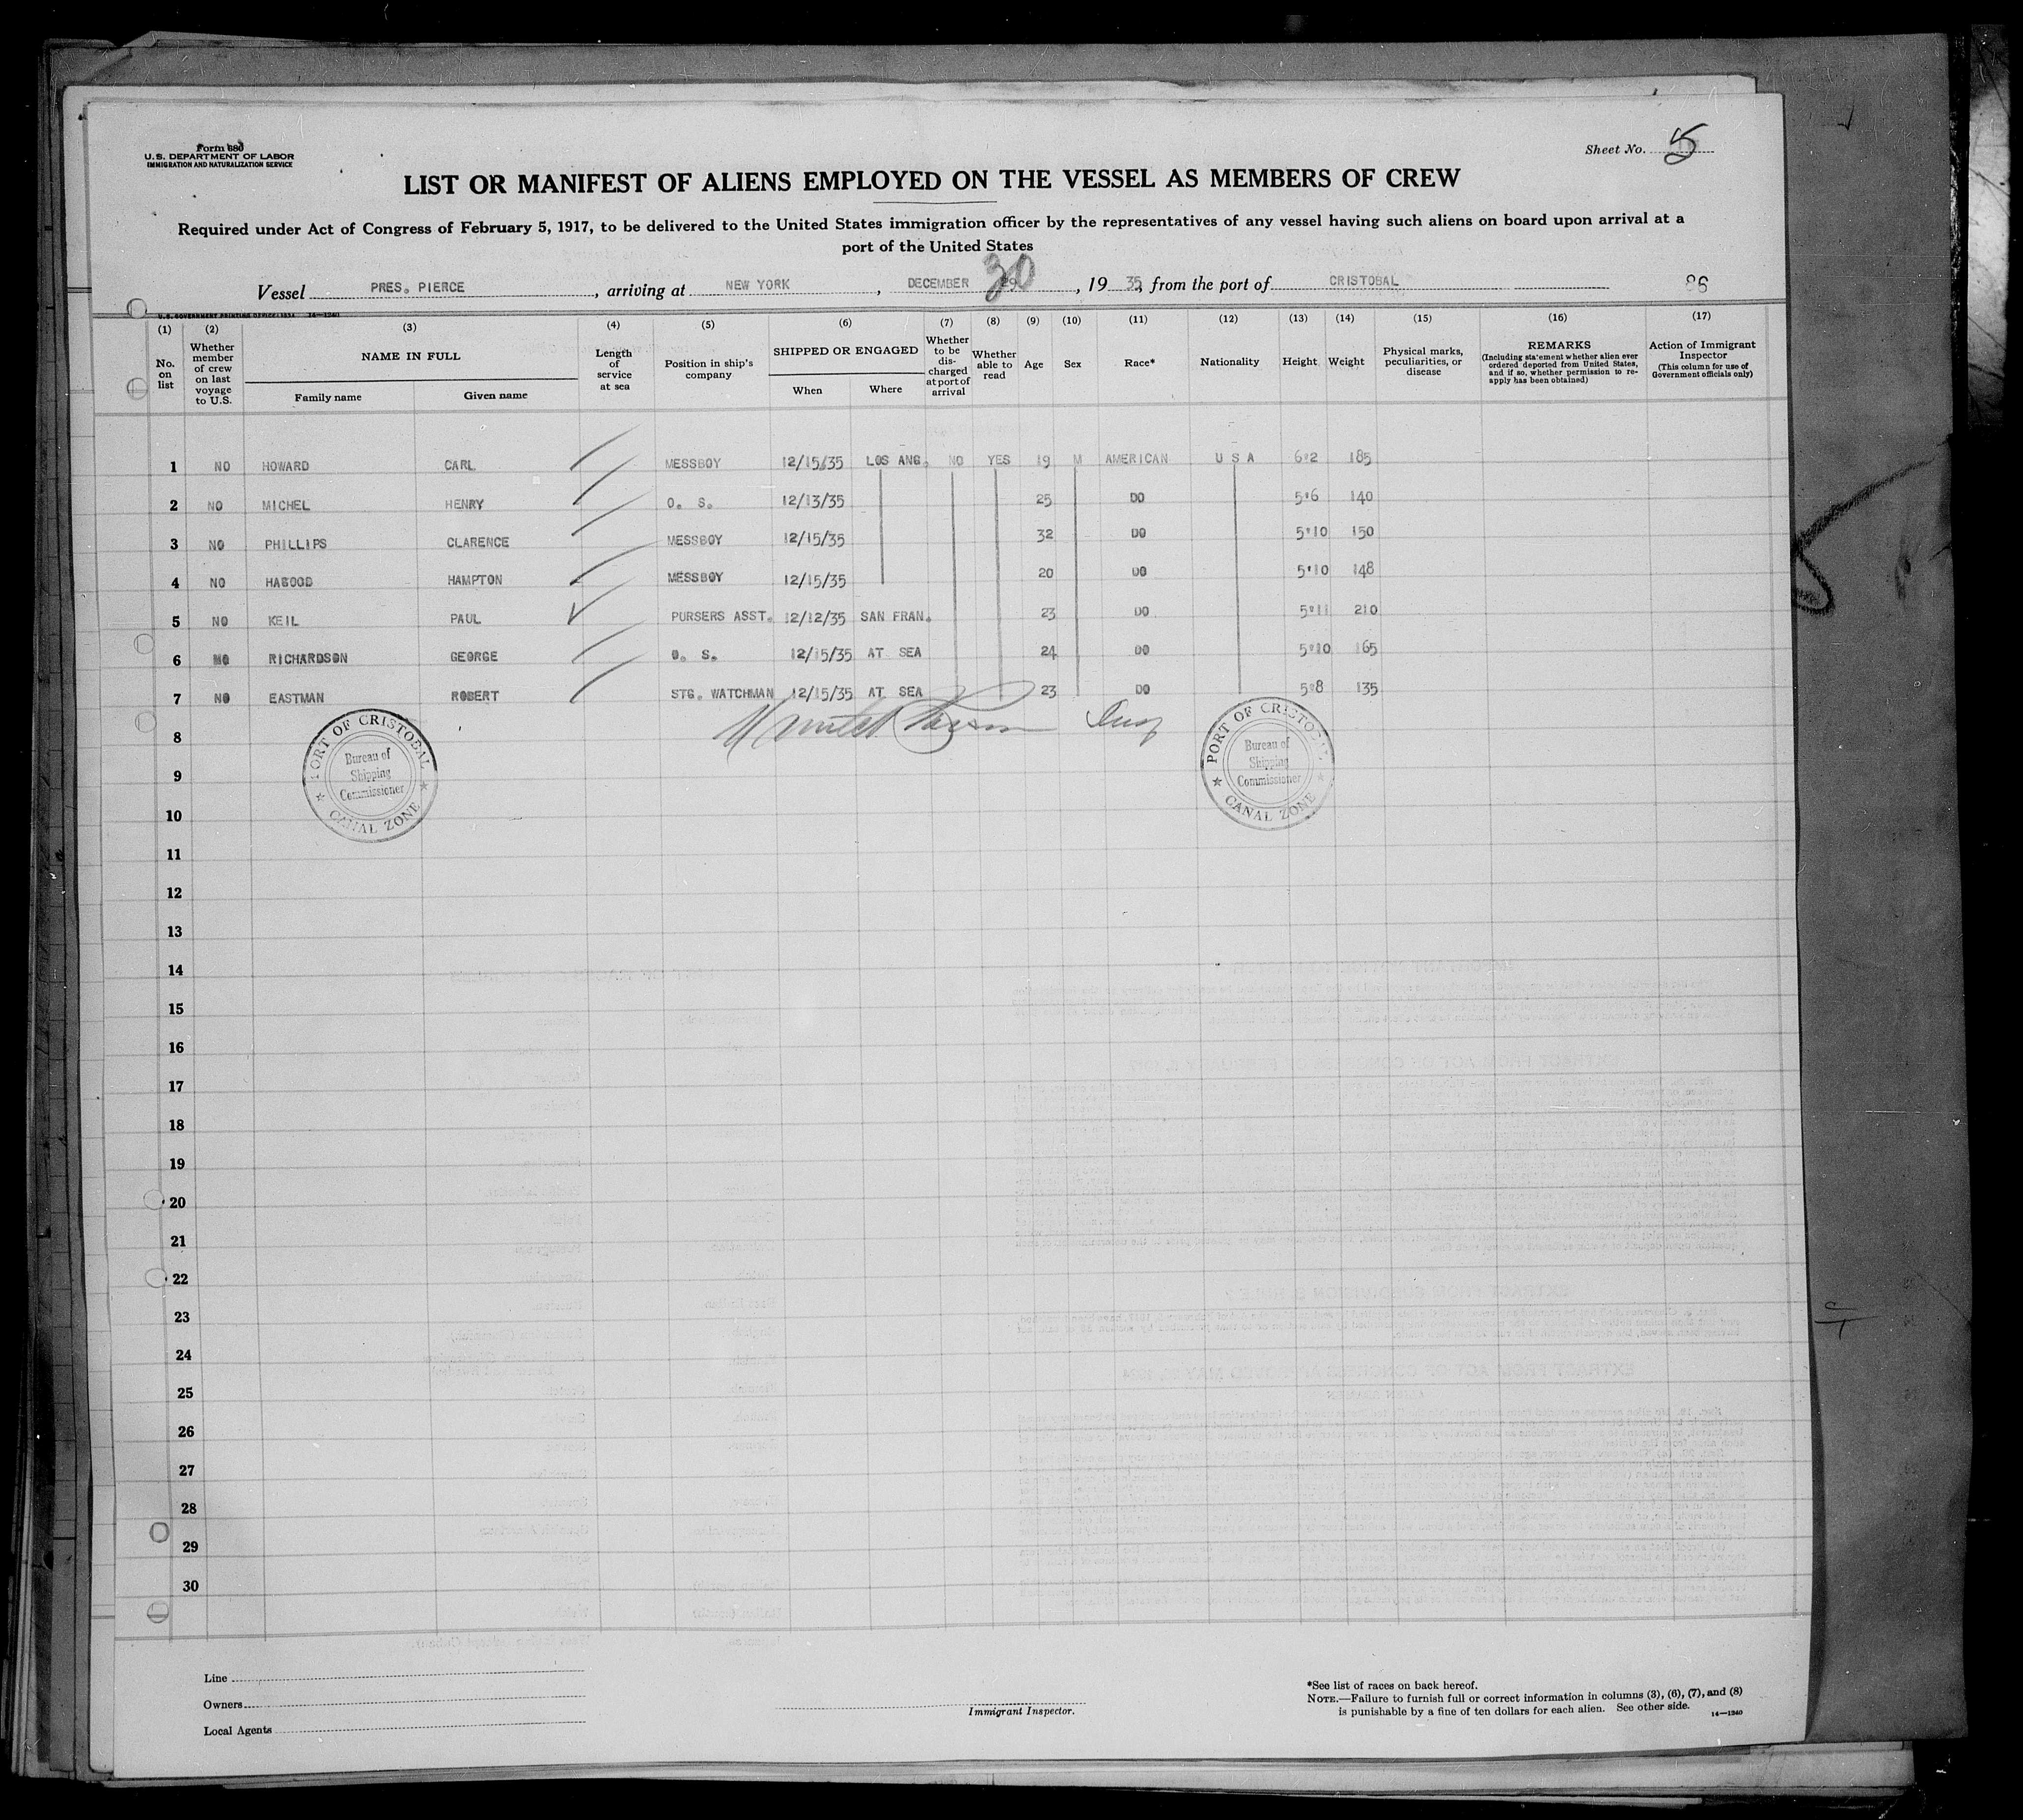 Form 680
U. S. DEPARTMENT OF LABOR
IMMIGRATION AND NATURALIZATION SERVICE
Sheet No. 5
LIST OR MANIFEST OF ALIENS EMPLOYED ON THE VESSEL AS MEMBERS OF CREW
Required under Act of Congress of February 5, 1917, to be delivered to the United States immigration officer by the representatives of any vessel having such aliens on board upon arrival at a
port of the United States
Vessel PRES. PIERCE, arriving at NEW YORK, DECEMBER 30, 1935, from the port of CRISTOBAL 86
U.S. GOVERNMENT PRINTING OFFICE: 1934 14—1240
(1) (2) (3) (4) (5) (6) (7) (8) (9) (10) (11) (12) (13) (14) (15) (16) (17)
No. on list
Whether member of crew on last voyage to U.S.
NAME IN FULL
Family name Given name
Length of service at sea
Position in ship's company
SHIPPED OR ENGAGED
When Where
Whether to be discharged at port of arrival
Whether able to read
Age
Sex
Race*
Nationality
Height
Weight
Physical marks, peculiarities, or disease
REMARKS
(Including statement whether alien ever ordered deported from United States, and if so, whether permission to re-apply has been obtained)
Action of Immigrant Inspector
(This column for use of Government officials only)
1 NO HOWARD CARL MESSBOY 12/15/35 LOS ANG. NO YES 19 M AMERICAN U S A 6'2 185
2 NO MICHEL HENRY O. S. 12/13/35 25 DO 5'6 140
3 NO PHILLIPS CLARENCE MESSBOY 12/15/35 32 DO 5'10 150
4 NO HAGOOD HAMPTON MESSBOY 12/15/35 20 DO 5'10 148
5 NO KEIL PAUL PURSERS ASST. 12/12/35 SAN FRAN. 23 DO 5'11 210
6 NO RICHARDSON GEORGE O. S. 12/15/35 AT SEA 24 DO 5'10 165
7 NO EASTMAN ROBERT STG. WATCHMAN 12/15/35 AT SEA 23 DO 5'8 135
8
9
10
PORT OF CRISTOBAL
Bureau of
Shipping
Commissioner
CANAL ZONE
PORT OF CRISTOBAL
Bureau of
Shipping
Commissioner
CANAL ZONE
11
12
13
14
15
16
17
18
19
20
21
22
23
24
25
26
27
28
29
30
Line
Owners
Local Agents
Immigrant Inspector.
*See list of races on back hereof.
NOTE.—Failure to furnish full or correct information in columns (3), (6), (7), and (8)
is punishable by a fine of ten dollars for each alien. See other side.
14—1240